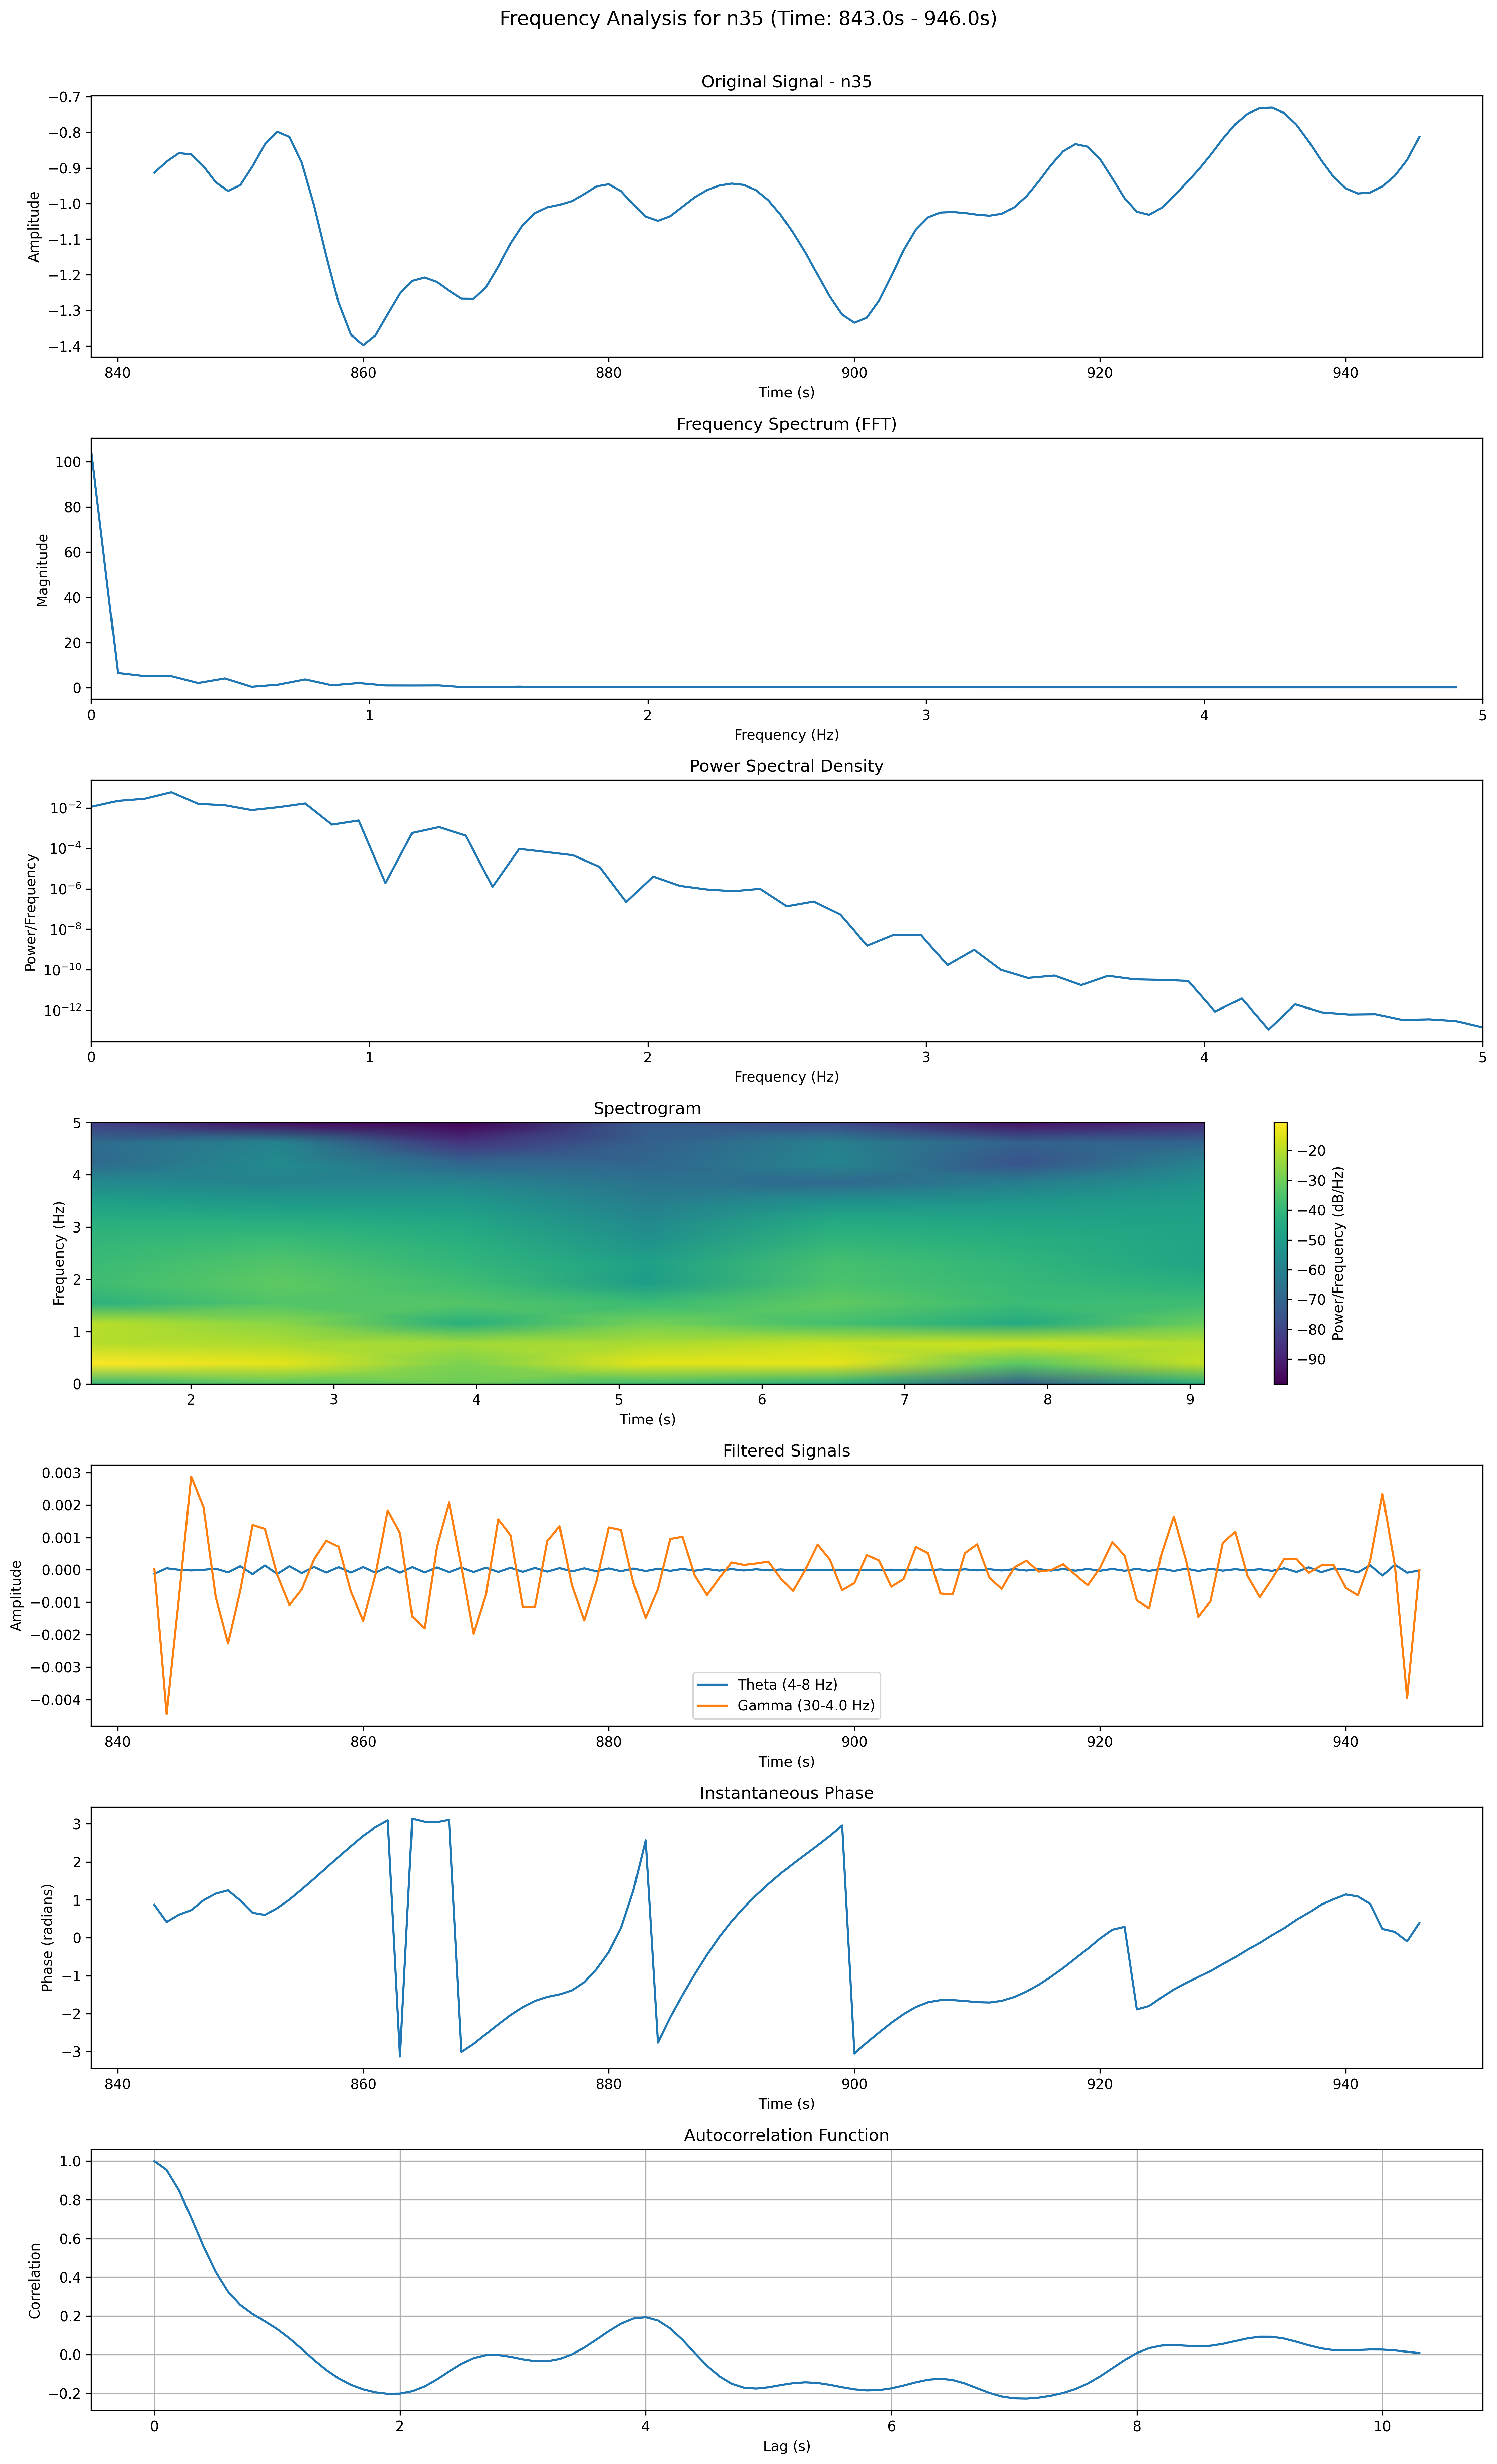 Frequency Analysis for n35 (Time: 843.0s - 946.0s)
Original Signal - n35
Amplitude
−0.7
−0.8
−0.9
−1.0
−1.1
−1.2
−1.3
−1.4
840 860 880 900 920 940
Time (s)
Frequency Spectrum (FFT)
Magnitude
100
80
60
40
20
0
0 1 2 3 4 5
Frequency (Hz)
Power Spectral Density
Power/Frequency
10⁻²
10⁻⁴
10⁻⁶
10⁻⁸
10⁻¹⁰
10⁻¹²
0 1 2 3 4 5
Frequency (Hz)
Spectrogram
Frequency (Hz)
5
4
3
2
1
0
2 3 4 5 6 7 8 9
Time (s)
−20
−30
−40
−50
−60
−70
−80
−90
Power/Frequency (dB/Hz)
Filtered Signals
Amplitude
0.003
0.002
0.001
0.000
−0.001
−0.002
−0.003
−0.004
Theta (4-8 Hz)
Gamma (30-4.0 Hz)
840 860 880 900 920 940
Time (s)
Instantaneous Phase
Phase (radians)
3
2
1
0
−1
−2
−3
840 860 880 900 920 940
Time (s)
Autocorrelation Function
Correlation
1.0
0.8
0.6
0.4
0.2
0.0
−0.2
0 2 4 6 8 10
Lag (s)